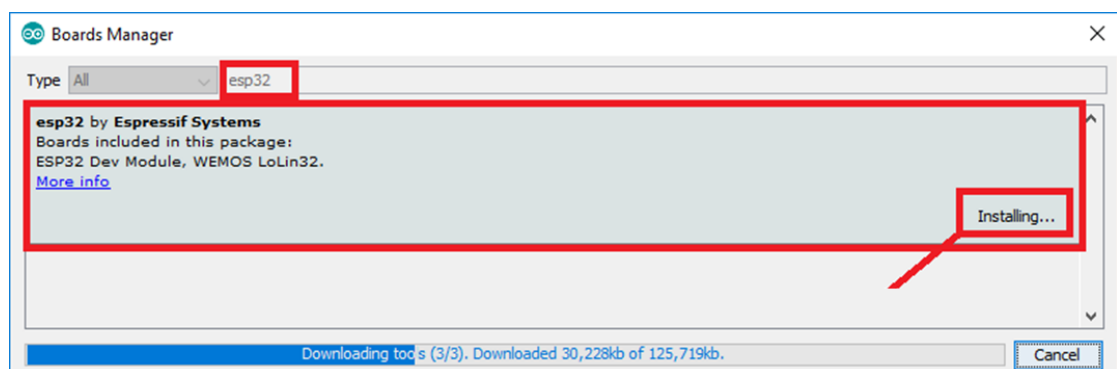 Boards Manager
Type All esp32
esp32 by Espressif Systems
Boards included in this package:
ESP32 Dev Module, WEMOS LoLin32.
More info
Installing...
Downloading tools (3/3). Downloaded 30,228kb of 125,719kb.
Cancel